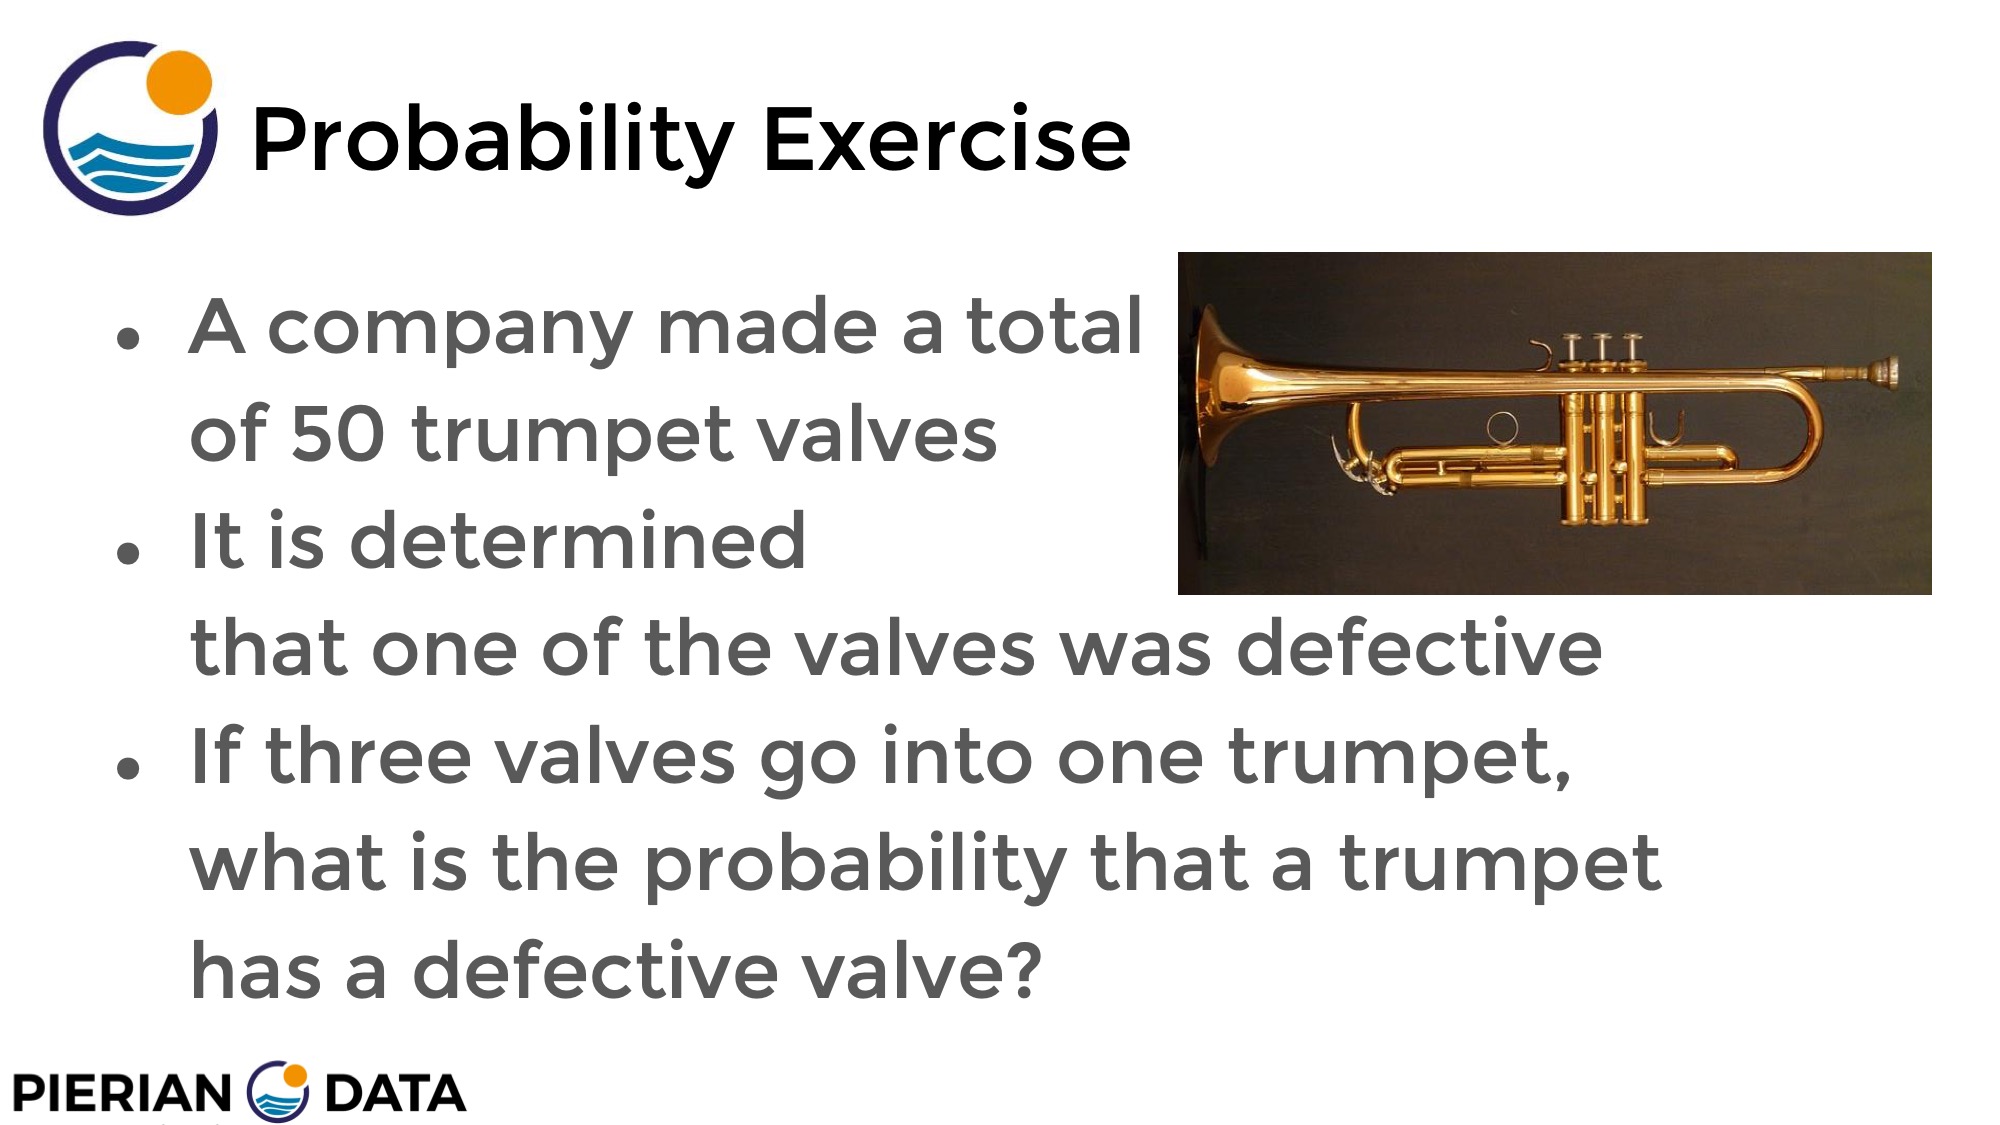 Probability Exercise
● A company made a total
of 50 trumpet valves
● It is determined
that one of the valves was defective
● If three valves go into one trumpet,
what is the probability that a trumpet
has a defective valve?
PIERIAN DATA